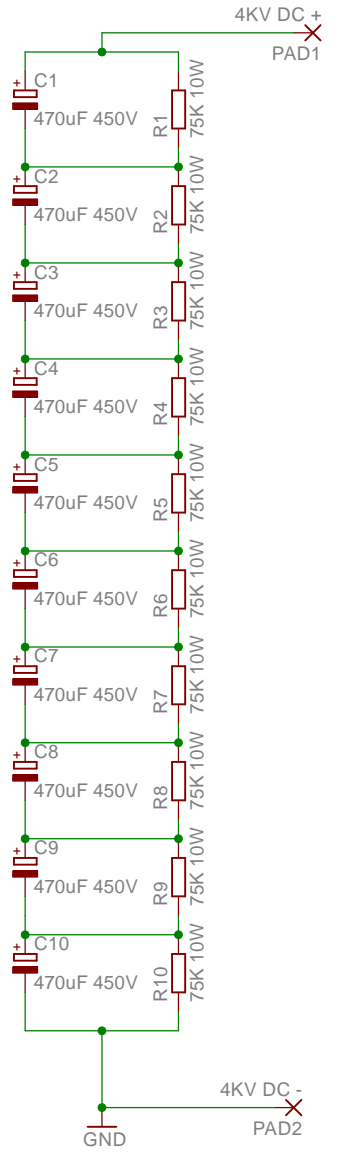 4KV DC +
PAD1
C1
470uF 450V
R1
75K 10W
C2
470uF 450V
R2
75K 10W
C3
470uF 450V
R3
75K 10W
C4
470uF 450V
R4
75K 10W
C5
470uF 450V
R5
75K 10W
C6
470uF 450V
R6
75K 10W
C7
470uF 450V
R7
75K 10W
C8
470uF 450V
R8
75K 10W
C9
470uF 450V
R9
75K 10W
C10
470uF 450V
R10
75K 10W
4KV DC -
PAD2
GND